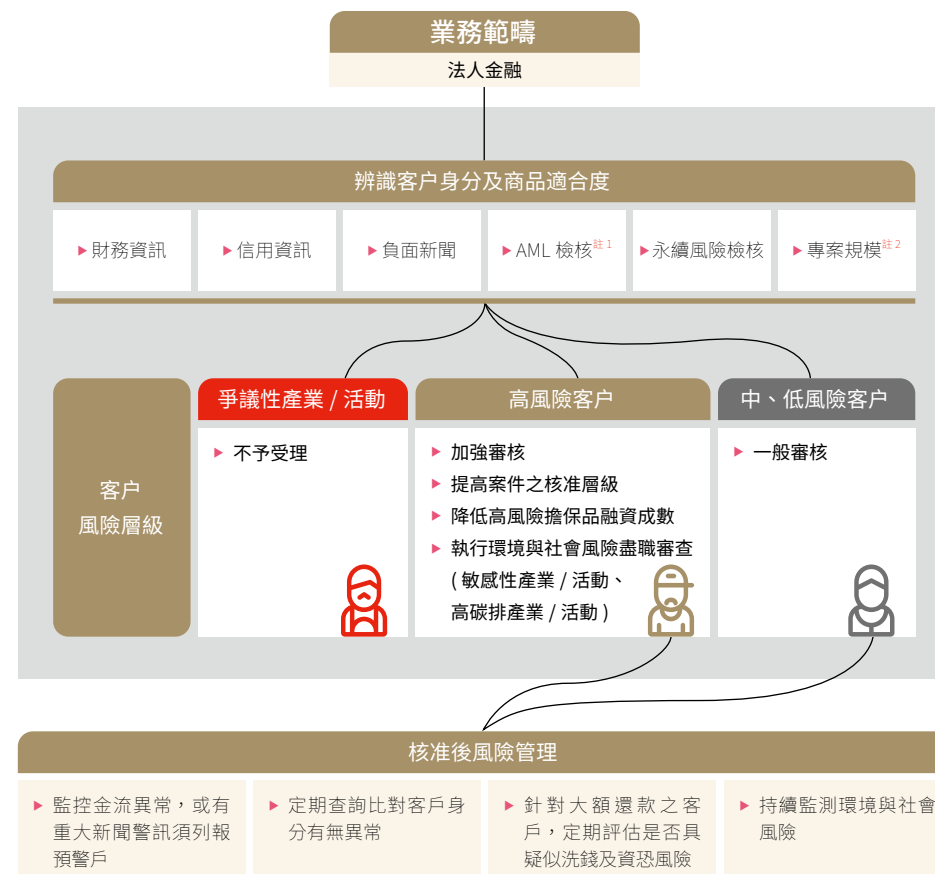 業務範疇
法人金融
辨識客户身分及商品適合度
▶財務資訊
▶信用資訊
▶負面新聞
▶AML 檢核註 1
▶永續風險檢核
▶專案規模註 2
客户
風險層級
爭議性產業 / 活動
▶ 不予受理
高風險客户
▶ 加強審核
▶ 提高案件之核准層級
▶ 降低高風險擔保品融資成數
▶ 執行環境與社會風險盡職審查
( 敏感性產業 / 活動、
高碳排產業 / 活動 )
中、低風險客户
▶ 一般審核
核准後風險管理
▶ 監控金流異常，或有
重大新聞警訊須列報
預警戶
▶ 定期查詢比對客戶身
分有無異常
▶ 針對大額還款之客
戶，定期評估是否具
疑似洗錢及資恐風險
▶ 持續監測環境與社會
風險